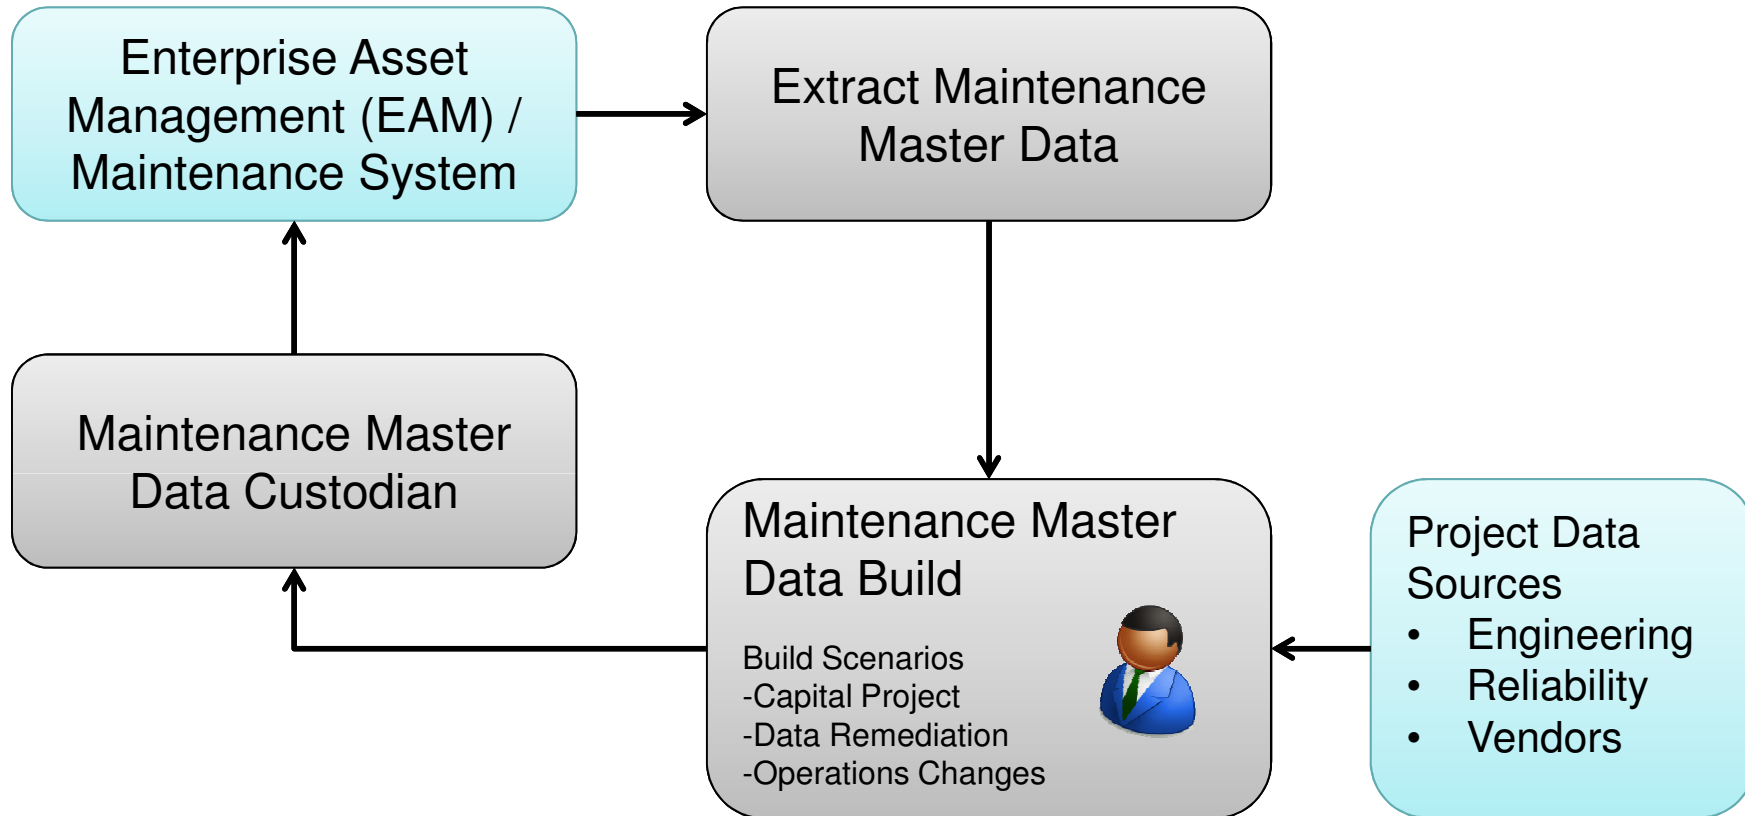 Enterprise Asset
Management (EAM) /
Maintenance System
Extract Maintenance
Master Data
Maintenance Master
Data Custodian
Maintenance Master
Data Build
Build Scenarios
-Capital Project
-Data Remediation
-Operations Changes
Project Data
Sources
• Engineering
• Reliability
• Vendors